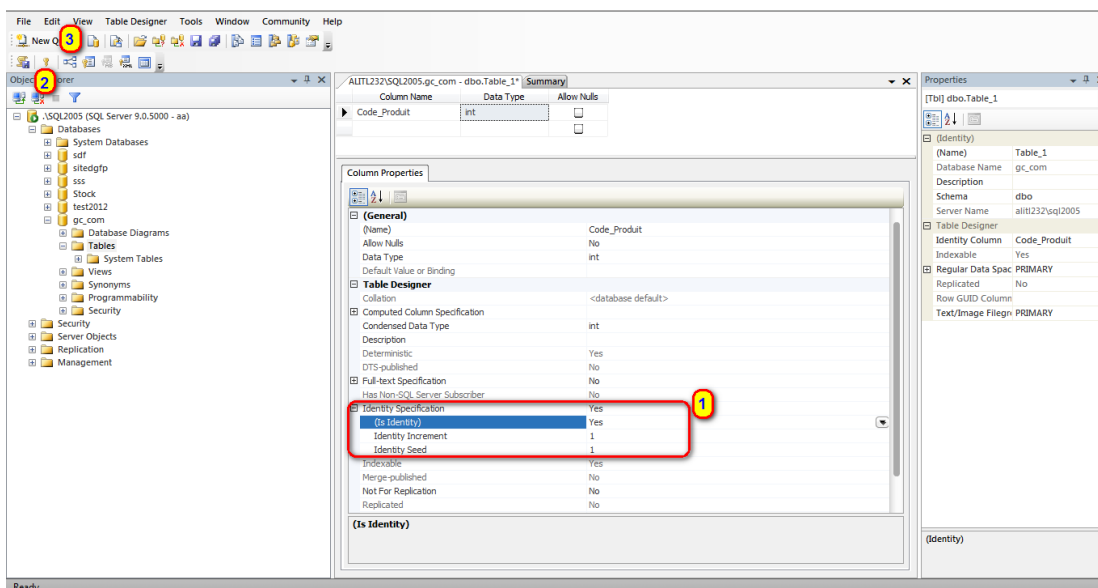 File Edit View Table Designer Tools Window Community Help
New Q 3
2
Object orer
.\SQL2005 (SQL Server 9.0.5000 - aa)
Databases
System Databases
sdf
sitedgfp
sss
Stock
test2012
gc_com
Database Diagrams
Tables
System Tables
Views
Synonyms
Programmability
Security
Security
Server Objects
Replication
Management
ALITL232\SQL2005.gc_com - dbo.Table_1* Summary
Column Name Data Type Allow Nulls
Code_Produit int
Column Properties
(General)
(Name) Code_Produit
Allow Nulls No
Data Type int
Default Value or Binding
Table Designer
Collation <database default>
Computed Column Specification
Condensed Data Type int
Description
Deterministic Yes
DTS-published No
Full-text Specification No
Has Non-SQL Server Subscriber No
Identity Specification Yes
1
(Is Identity) Yes
Identity Increment 1
Identity Seed 1
Indexable Yes
Merge-published No
Not For Replication No
Replicated No
(Is Identity)
Properties
[Tbl] dbo.Table_1
(Identity)
(Name) Table_1
Database Name gc_com
Description
Schema dbo
Server Name alitl232\sql2005
Table Designer
Identity Column Code_Produit
Indexable Yes
Regular Data Spac PRIMARY
Replicated No
Row GUID Column
Text/Image Filegr PRIMARY
(Identity)
Ready